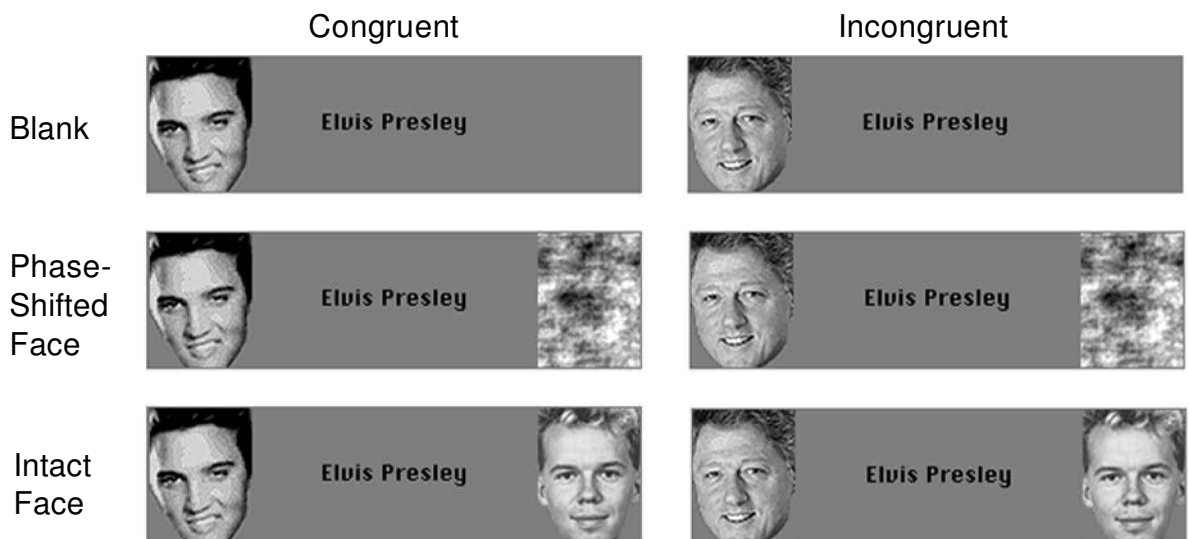 Congruent Incongruent
Blank Elvis Presley Elvis Presley
Phase-
Shifted
Face
Elvis Presley Elvis Presley
Intact
Face
Elvis Presley Elvis Presley